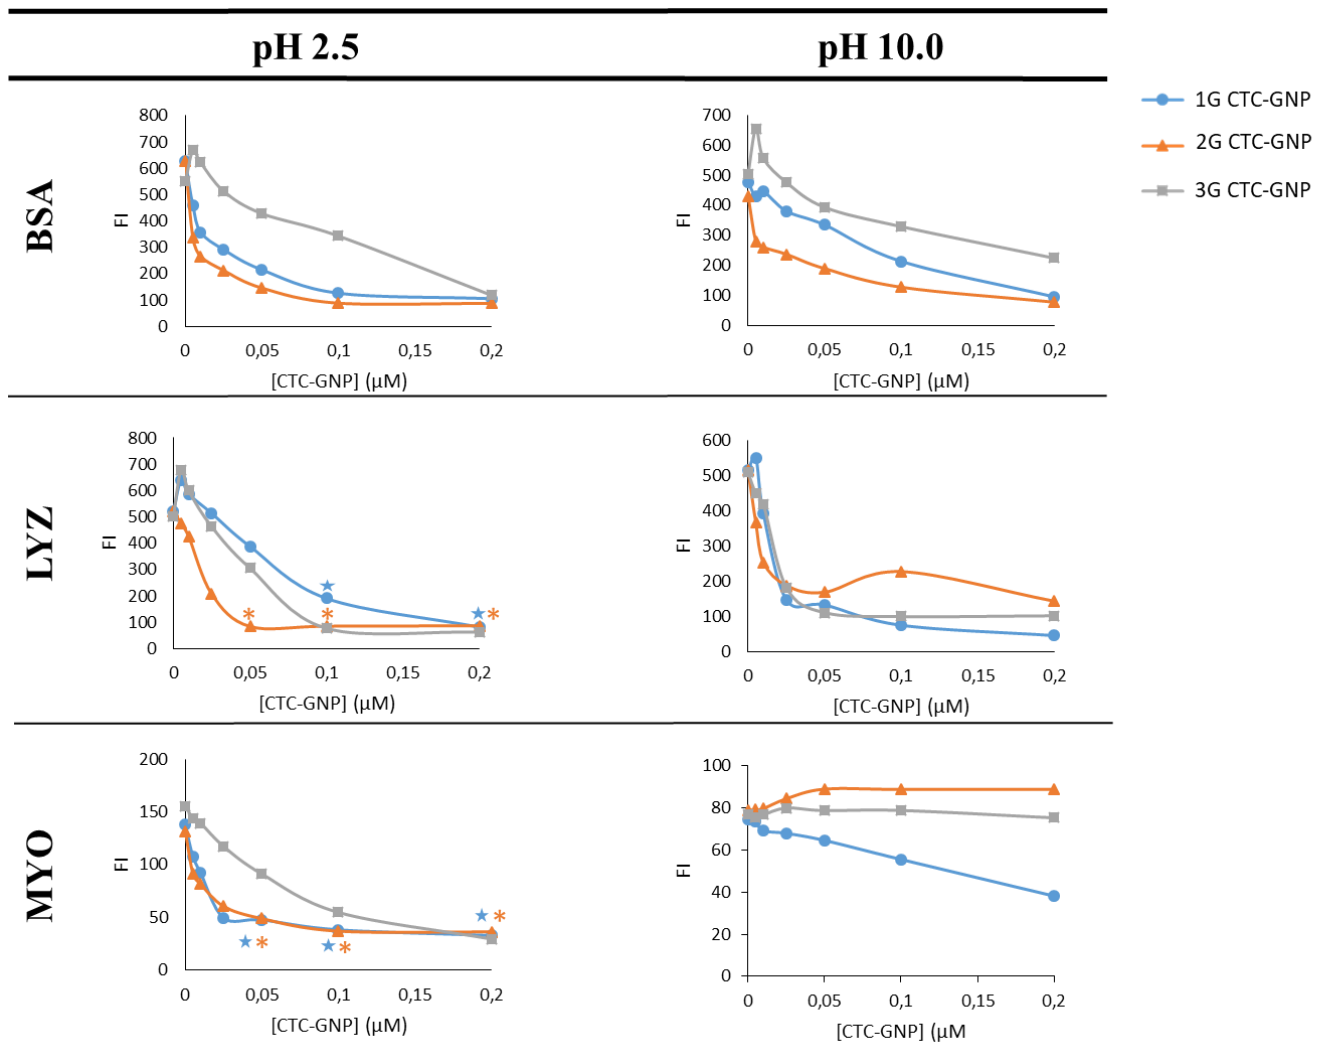 pH 2.5
pH 10.0
1G CTC-GNP
2G CTC-GNP
3G CTC-GNP
BSA
FI
800
700
600
500
400
300
200
100
0
0 0,05 0,1 0,15 0,2
[CTC-GNP] (µM)
FI
700
600
500
400
300
200
100
0
0 0,05 0,1 0,15 0,2
[CTC-GNP] (µM)
LYZ
FI
800
700
600
500
400
300
200
100
0
0 0,05 0,1 0,15 0,2
[CTC-GNP] (µM)
FI
600
500
400
300
200
100
0
0 0,05 0,1 0,15 0,2
[CTC-GNP] (µM)
MYO
FI
200
150
100
50
0
0 0,05 0,1 0,15 0,2
[CTC-GNP] (µM)
FI
100
80
60
40
20
0
0 0,05 0,1 0,15 0,2
[CTC-GNP] (µM